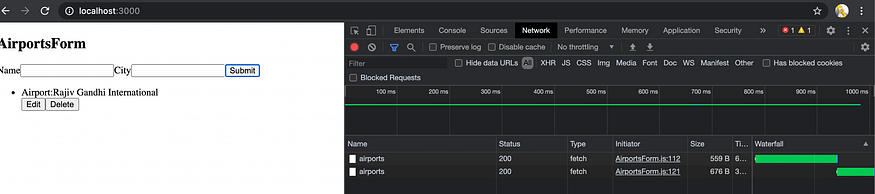 localhost:3000
AirportsForm
Name City Submit
Airport:Rajiv Gandhi International
Edit Delete
Elements Console Sources Network Performance Memory Application Security » 1 1
Preserve log Disable cache No throttling
Filter Hide data URLs All XHR JS CSS Img Media Font Doc WS Manifest Other Has blocked cookies
Blocked Requests
100 ms 200 ms 300 ms 400 ms 500 ms 600 ms 700 ms 800 ms 900 ms 1000 ms
Name Status Type Initiator Size Ti... Waterfall
airports 200 fetch AirportsForm.js:112 559 B 6...
airports 200 fetch AirportsForm.js:121 676 B 3...